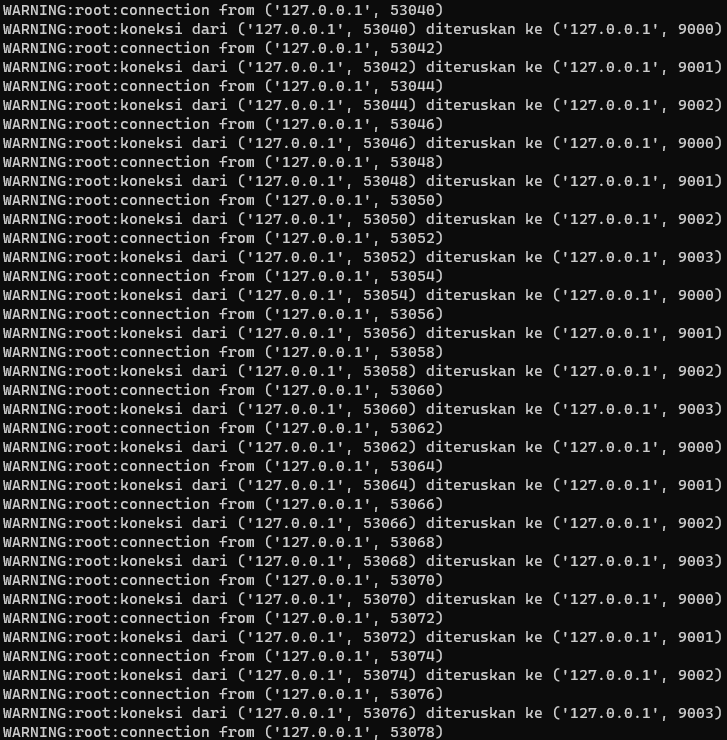 WARNING:root:connection from ('127.0.0.1', 53040)
WARNING:root:koneksi dari ('127.0.0.1', 53040) diteruskan ke ('127.0.0.1', 9000)
WARNING:root:connection from ('127.0.0.1', 53042)
WARNING:root:koneksi dari ('127.0.0.1', 53042) diteruskan ke ('127.0.0.1', 9001)
WARNING:root:connection from ('127.0.0.1', 53044)
WARNING:root:koneksi dari ('127.0.0.1', 53044) diteruskan ke ('127.0.0.1', 9002)
WARNING:root:connection from ('127.0.0.1', 53046)
WARNING:root:koneksi dari ('127.0.0.1', 53046) diteruskan ke ('127.0.0.1', 9000)
WARNING:root:connection from ('127.0.0.1', 53048)
WARNING:root:koneksi dari ('127.0.0.1', 53048) diteruskan ke ('127.0.0.1', 9001)
WARNING:root:connection from ('127.0.0.1', 53050)
WARNING:root:koneksi dari ('127.0.0.1', 53050) diteruskan ke ('127.0.0.1', 9002)
WARNING:root:connection from ('127.0.0.1', 53052)
WARNING:root:koneksi dari ('127.0.0.1', 53052) diteruskan ke ('127.0.0.1', 9003)
WARNING:root:connection from ('127.0.0.1', 53054)
WARNING:root:koneksi dari ('127.0.0.1', 53054) diteruskan ke ('127.0.0.1', 9000)
WARNING:root:connection from ('127.0.0.1', 53056)
WARNING:root:koneksi dari ('127.0.0.1', 53056) diteruskan ke ('127.0.0.1', 9001)
WARNING:root:connection from ('127.0.0.1', 53058)
WARNING:root:koneksi dari ('127.0.0.1', 53058) diteruskan ke ('127.0.0.1', 9002)
WARNING:root:connection from ('127.0.0.1', 53060)
WARNING:root:koneksi dari ('127.0.0.1', 53060) diteruskan ke ('127.0.0.1', 9003)
WARNING:root:connection from ('127.0.0.1', 53062)
WARNING:root:koneksi dari ('127.0.0.1', 53062) diteruskan ke ('127.0.0.1', 9000)
WARNING:root:connection from ('127.0.0.1', 53064)
WARNING:root:koneksi dari ('127.0.0.1', 53064) diteruskan ke ('127.0.0.1', 9001)
WARNING:root:connection from ('127.0.0.1', 53066)
WARNING:root:koneksi dari ('127.0.0.1', 53066) diteruskan ke ('127.0.0.1', 9002)
WARNING:root:connection from ('127.0.0.1', 53068)
WARNING:root:koneksi dari ('127.0.0.1', 53068) diteruskan ke ('127.0.0.1', 9003)
WARNING:root:connection from ('127.0.0.1', 53070)
WARNING:root:koneksi dari ('127.0.0.1', 53070) diteruskan ke ('127.0.0.1', 9000)
WARNING:root:connection from ('127.0.0.1', 53072)
WARNING:root:koneksi dari ('127.0.0.1', 53072) diteruskan ke ('127.0.0.1', 9001)
WARNING:root:connection from ('127.0.0.1', 53074)
WARNING:root:koneksi dari ('127.0.0.1', 53074) diteruskan ke ('127.0.0.1', 9002)
WARNING:root:connection from ('127.0.0.1', 53076)
WARNING:root:koneksi dari ('127.0.0.1', 53076) diteruskan ke ('127.0.0.1', 9003)
WARNING:root:connection from ('127.0.0.1', 53078)